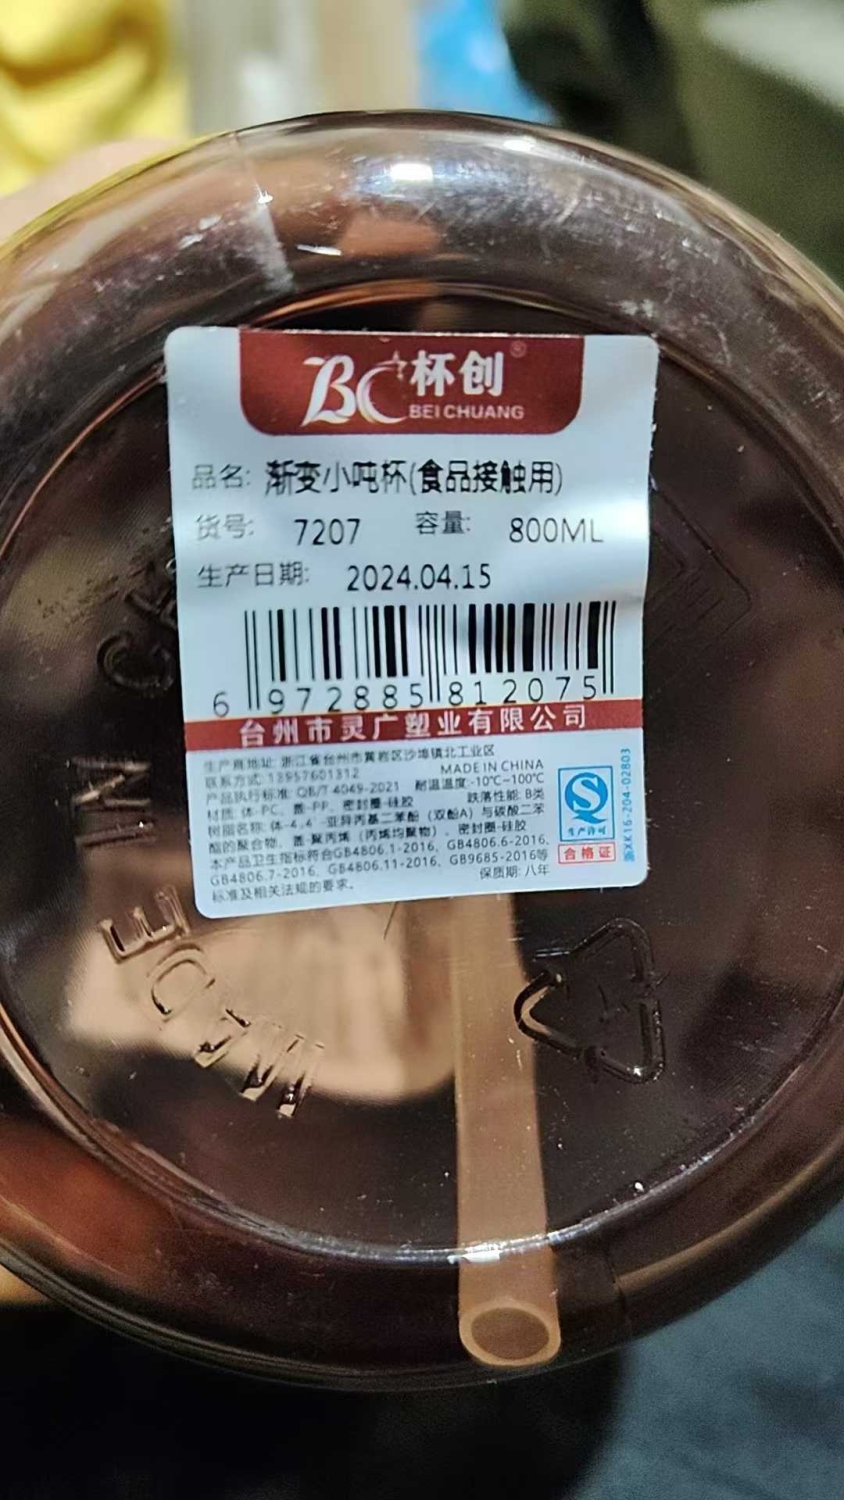 BC 杯创®
BEI CHUANG
品名: 渐变小吨杯(食品接触用)
货号: 7207 容量: 800ML
生产日期: 2024.04.15
6 972885 812075
台州市灵广塑业有限公司
生产商地址: 浙江省台州市黄岩区沙埠镇北工业区
联系方式: 13957601312 MADE IN CHINA
产品执行标准: QB/T 4049-2021 耐温温度:-10℃~100℃
材质: 体-PC、盖-PP、密封圈-硅胶 跌落性能: B类
树脂名称: 体-4,4'-亚异丙基二苯酚（双酚A）与碳酸二苯
酯的聚合物、盖-聚丙烯（丙烯均聚物）、密封圈-硅胶
本产品卫生指标符合GB4806.1-2016、GB4806.6-2016、
GB4806.7-2016、GB4806.11-2016、GB9685-2016等
标准及相关法规的要求。 保质期: 八年
生产许可
合格证
浙XK16-204-02803
MADE IN CH